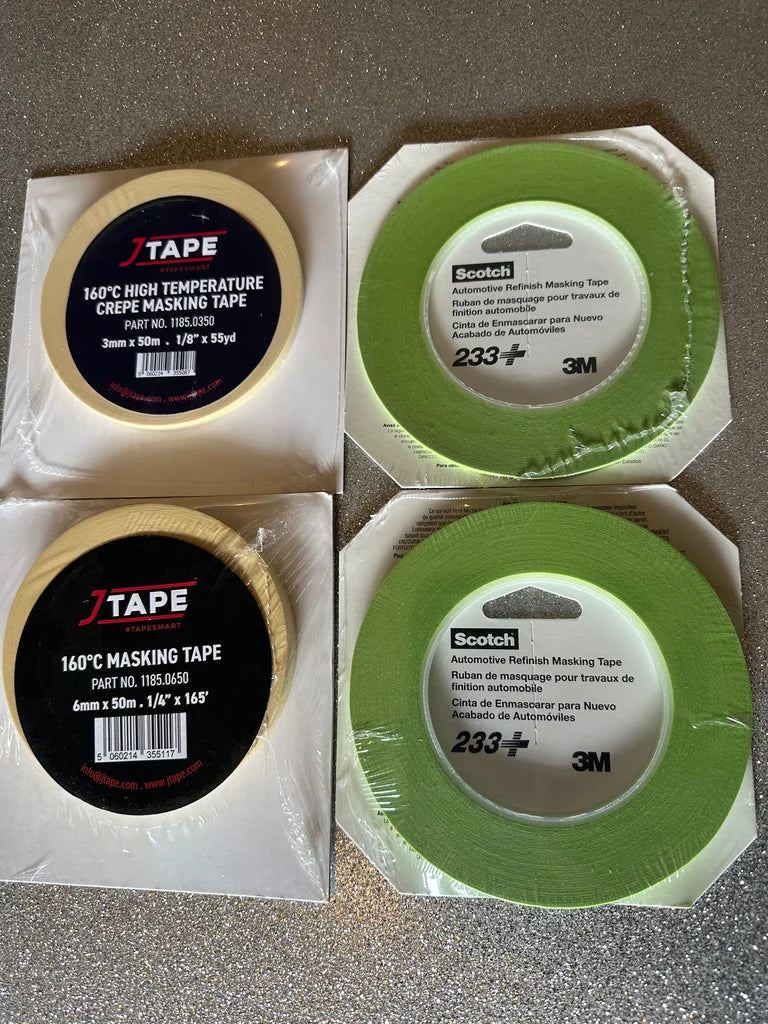 JTAPE
#TAPESMART
160°C HIGH TEMPERATURE
CREPE MASKING TAPE
PART NO. 1185.0350
3mm x 50m . 1/8" x 55yd
5 060214 355087
info@jtape.com . www.jtape.com
Scotch
Automotive Refinish Masking Tape
Ruban de masquage pour travaux de
finition automobile
Cinta de Enmascarar para Nuevo
Acabado de Automóviles
233+
3M
JTAPE
#TAPESMART
160°C MASKING TAPE
PART NO. 1185.0650
6mm x 50m . 1/4" x 165'
5 060214 355117
info@jtape.com . www.jtape.com
Scotch
Automotive Refinish Masking Tape
Ruban de masquage pour travaux de
finition automobile
Cinta de Enmascarar para Nuevo
Acabado de Automóviles
233+
3M